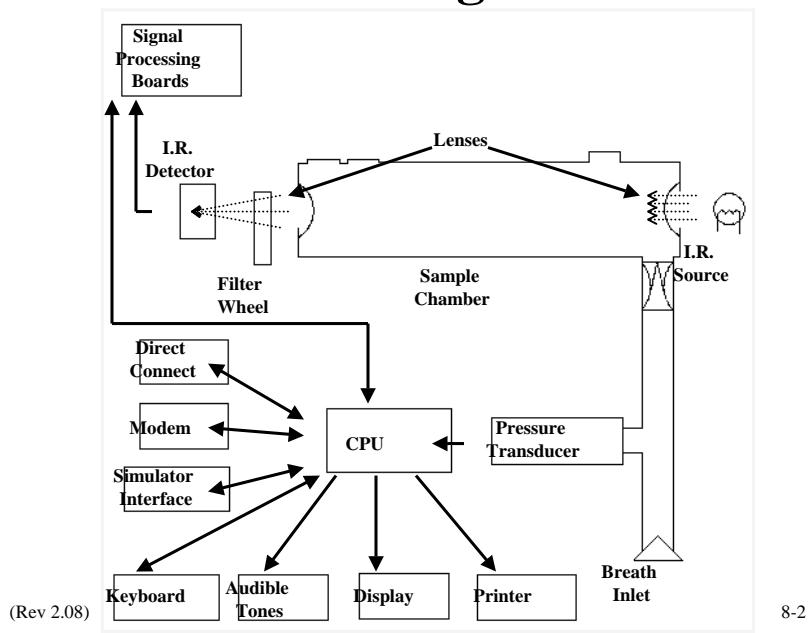 Signal
Processing
Boards
Lenses
I.R.
Detector
I.R.
Source
Filter
Wheel
Sample
Chamber
Direct
Connect
Modem
CPU
Pressure
Transducer
Simulator
Interface
Breath
Inlet
Keyboard
Audible
Tones
Display
Printer
(Rev 2.08)
8-2